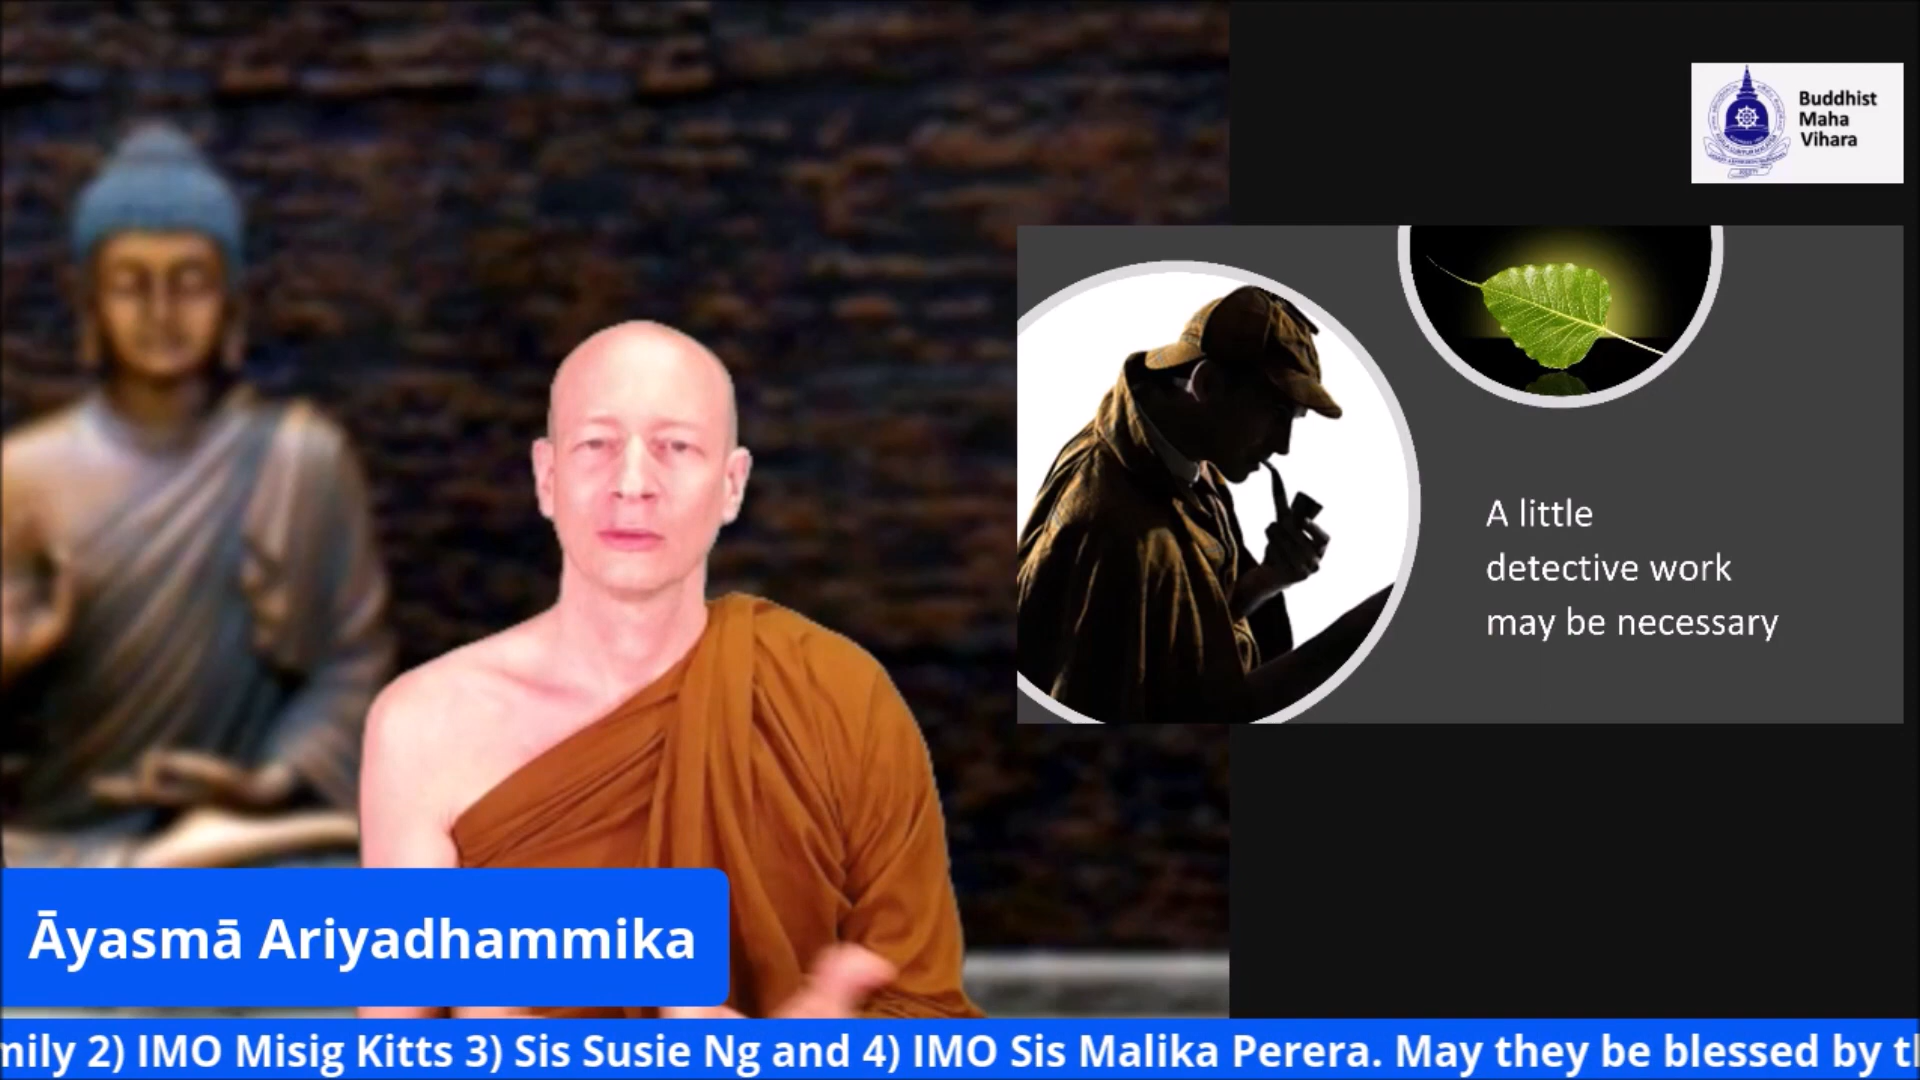 Buddhist
Maha
Vihara
A little
detective work
may be necessary
Āyasmā Ariyadhammika
mily 2) IMO Misig Kitts 3) Sis Susie Ng and 4) IMO Sis Malika Perera. May they be blessed by